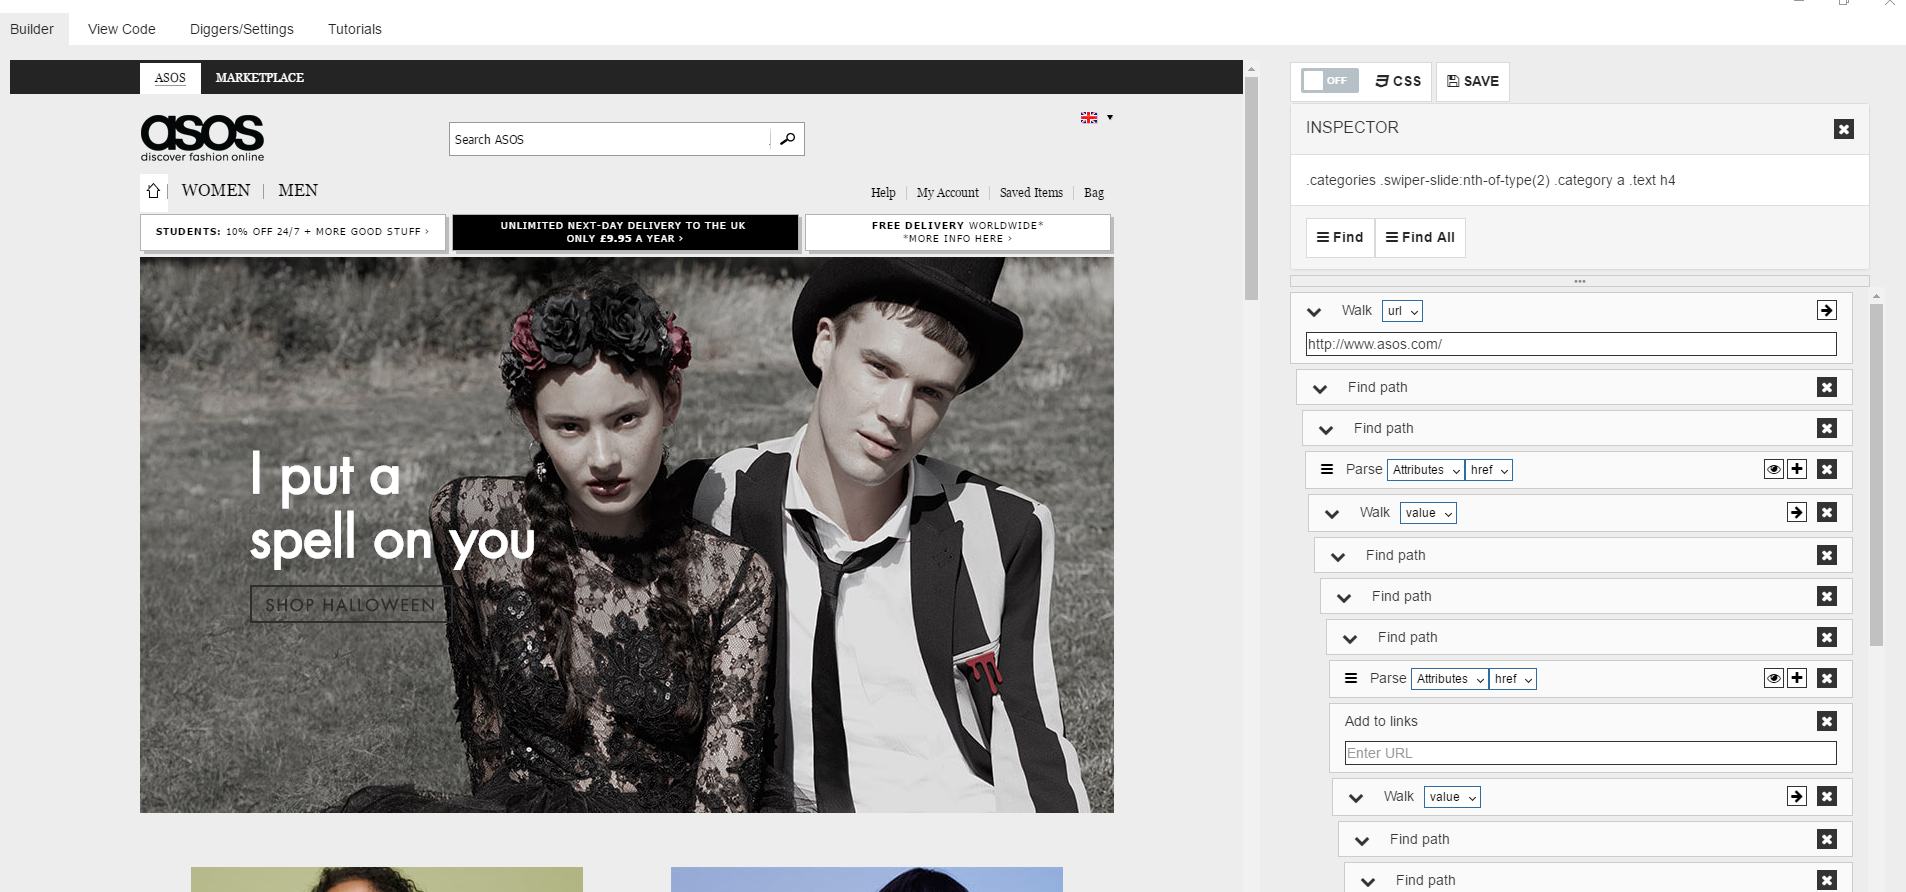 Builder
View Code
Diggers/Settings
Tutorials
ASOS
MARKETPLACE
asos
discover fashion online
Search ASOS
WOMEN
MEN
Help
My Account
Saved Items
Bag
STUDENTS: 10% OFF 24/7 + MORE GOOD STUFF ›
UNLIMITED NEXT-DAY DELIVERY TO THE UK
ONLY £9.95 A YEAR ›
FREE DELIVERY WORLDWIDE*
*MORE INFO HERE ›
I put a
spell on you
SHOP HALLOWEEN
OFF
CSS
SAVE
INSPECTOR
.categories .swiper-slide:nth-of-type(2) .category a .text h4
Find
Find All
Walk url
http://www.asos.com/
Find path
Find path
Parse Attributes href
Walk value
Find path
Find path
Find path
Parse Attributes href
Add to links
Enter URL
Walk value
Find path
Find path